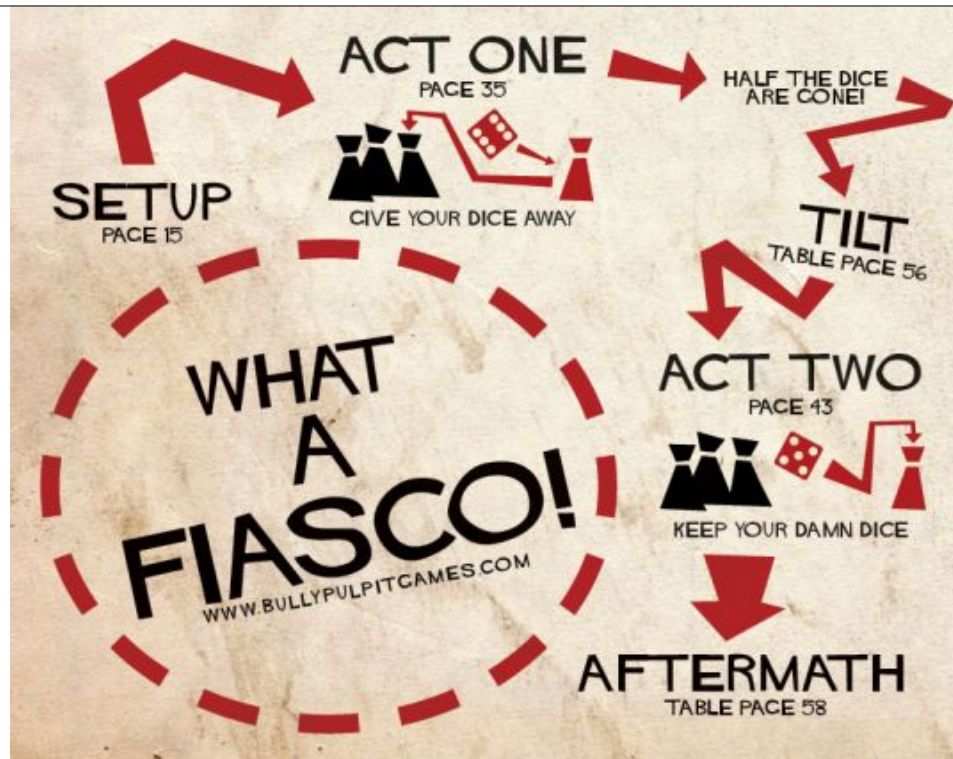 SETUP
PAGE 15
ACT ONE
PAGE 35
GIVE YOUR DICE AWAY
HALF THE DICE
ARE GONE!
TILT
TABLE PAGE 56
ACT TWO
PAGE 43
KEEP YOUR DAMN DICE
AFTERMATH
TABLE PAGE 58
WHAT
A
FIASCO!
WWW.BULLYPULPITGAMES.COM